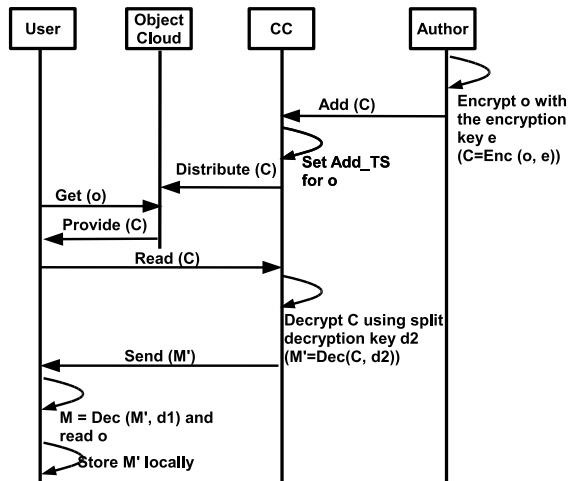 User
Object
Cloud
CC
Author
Encrypt o with
the encryption
key e
(C=Enc (o, e))
Add (C)
Set Add_TS
for o
Distribute (C)
Get (o)
Provide (C)
Read (C)
Decrypt C using split
decryption key d2
(M'=Dec(C, d2))
Send (M')
M = Dec (M', d1) and
read o
Store M' locally